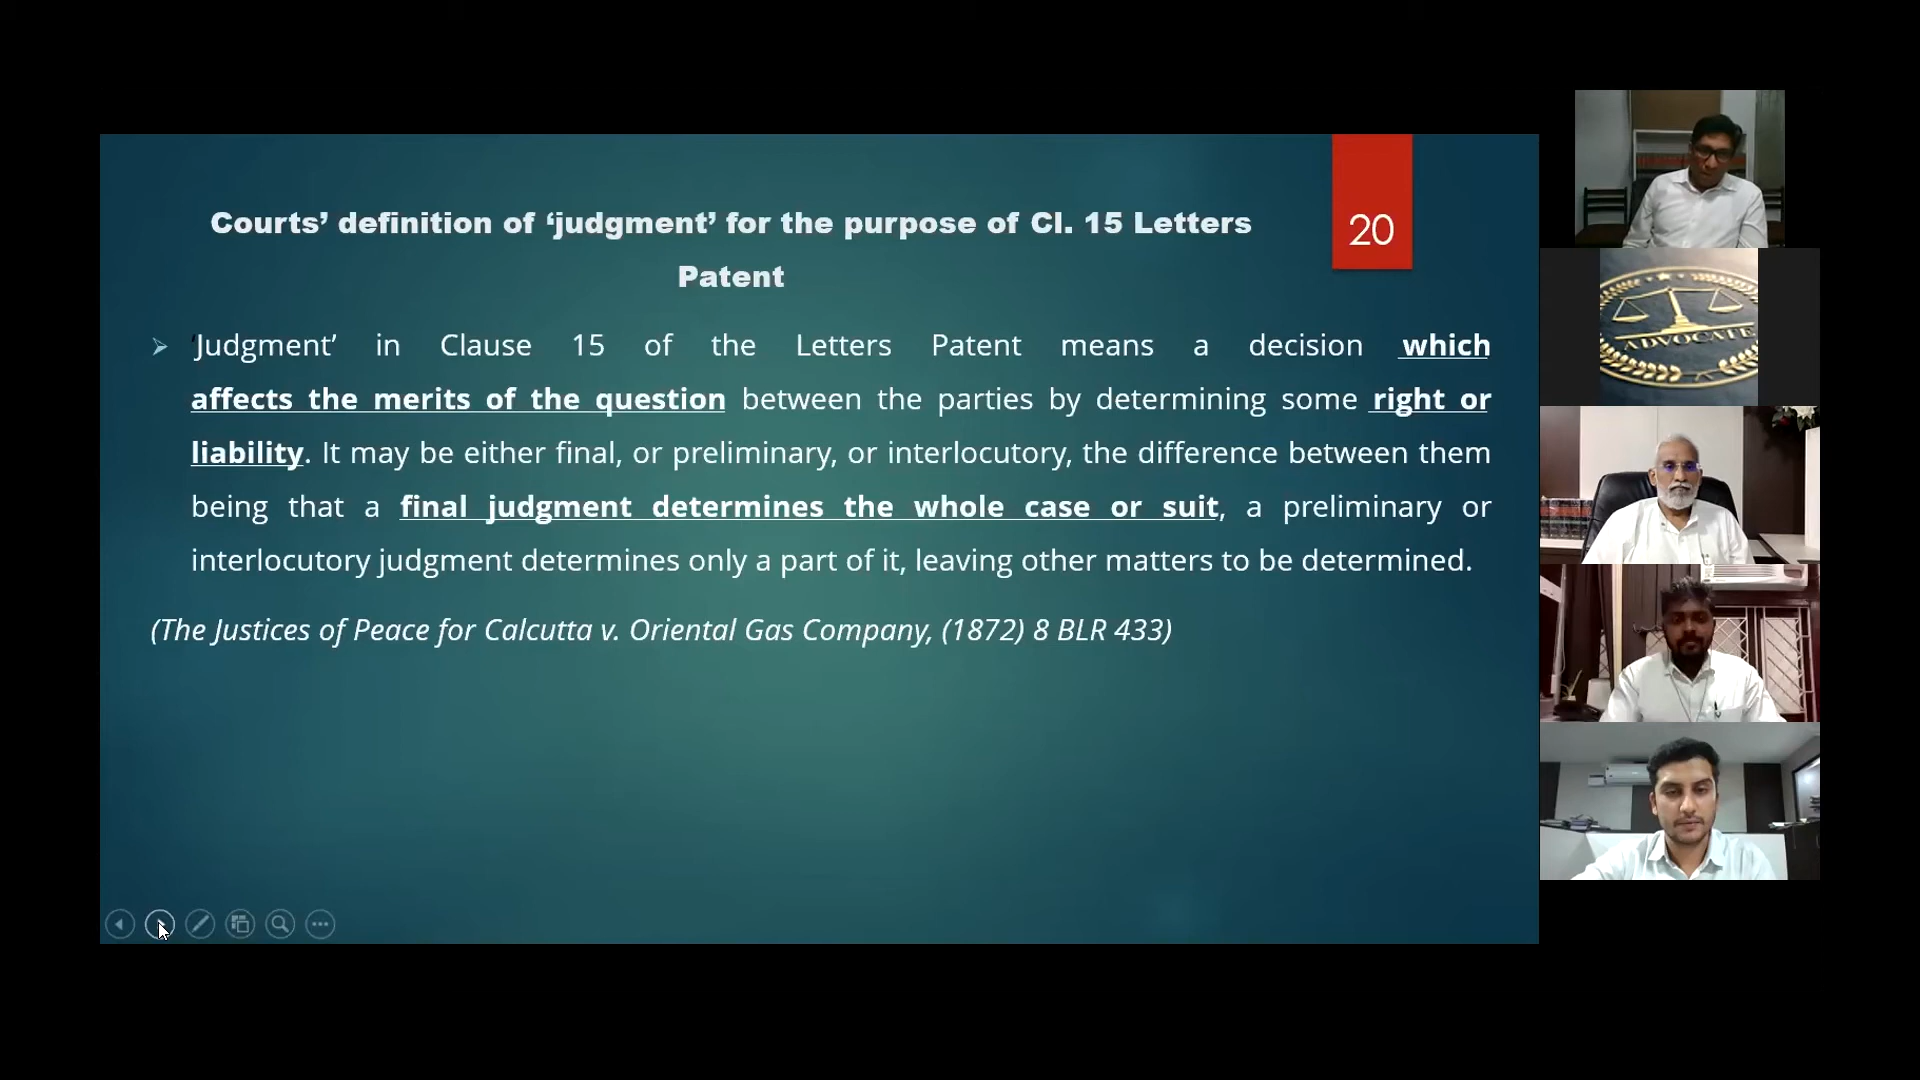 Courts’ definition of ‘judgment’ for the purpose of Cl. 15 Letters
Patent
20
‘Judgment’ in Clause 15 of the Letters Patent means a decision which
affects the merits of the question between the parties by determining some right or
liability. It may be either final, or preliminary, or interlocutory, the difference between them
being that a final judgment determines the whole case or suit, a preliminary or
interlocutory judgment determines only a part of it, leaving other matters to be determined.
(The Justices of Peace for Calcutta v. Oriental Gas Company, (1872) 8 BLR 433)
ADVOCATE